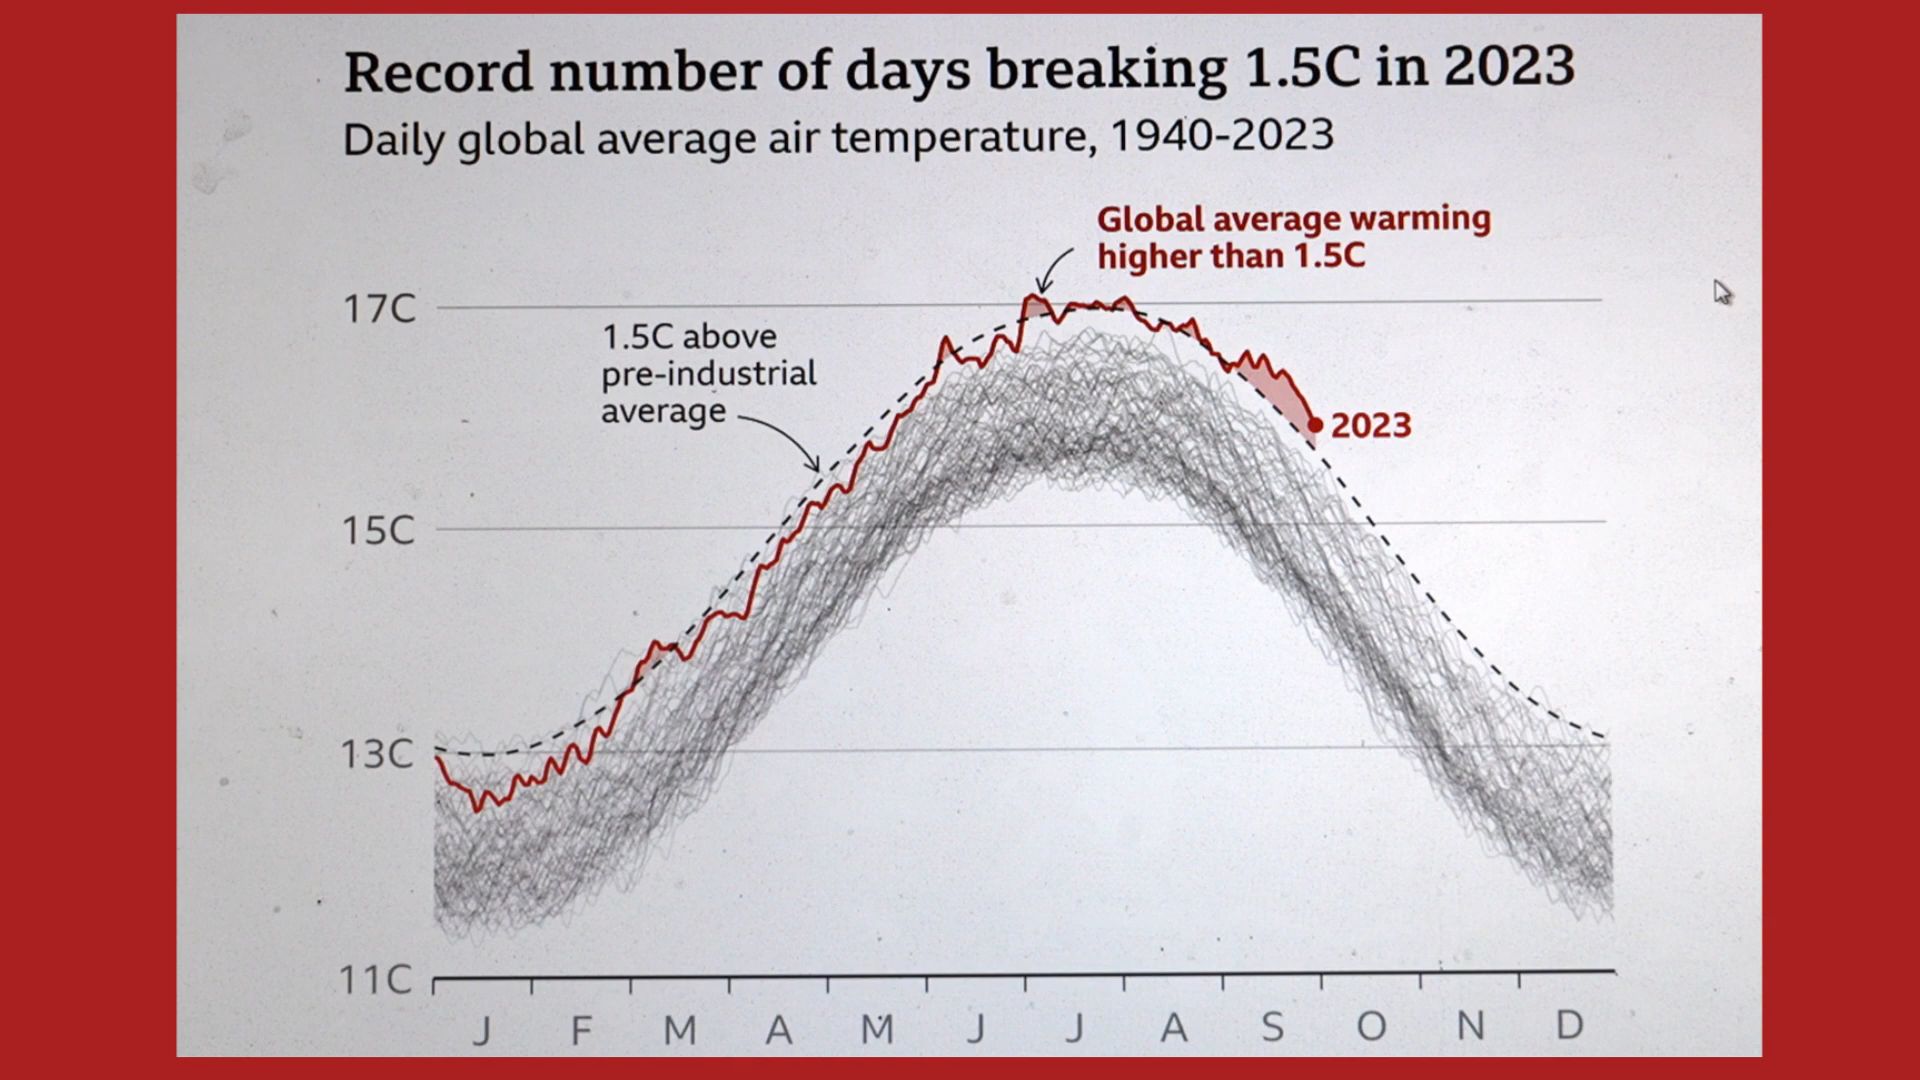 Record number of days breaking 1.5C in 2023
Daily global average air temperature, 1940-2023
Global average warming
higher than 1.5C
17C
1.5C above
pre-industrial
average
2023
15C
13C
11C
J F M A M J J A S O N D